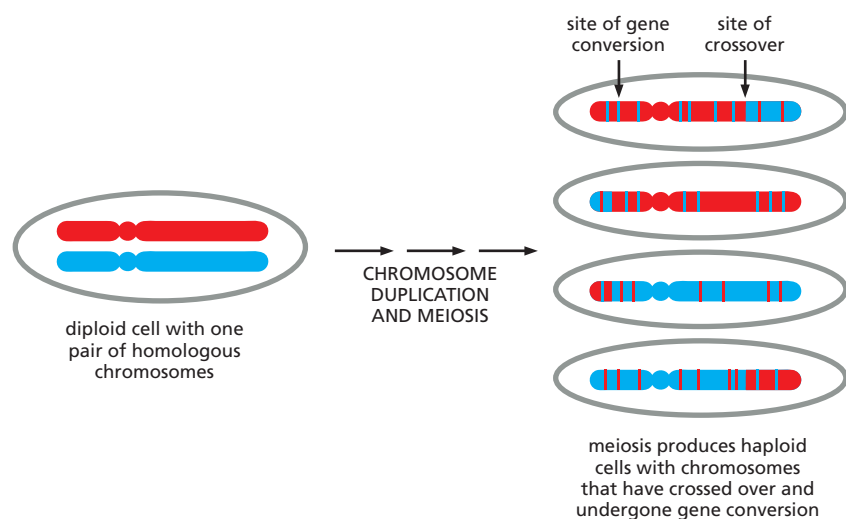 site of gene
conversion
site of
crossover
CHROMOSOME
DUPLICATION
AND MEIOSIS
diploid cell with one
pair of homologous
chromosomes
meiosis produces haploid
cells with chromosomes
that have crossed over and
undergone gene conversion